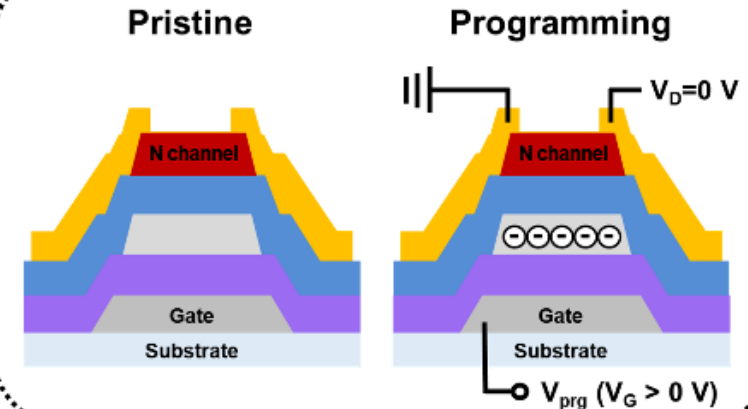 Pristine
Programming
V_D=0 V
N channel
N channel
⊖⊖⊖⊖⊖
Gate
Gate
Substrate
Substrate
V_prg (V_G > 0 V)